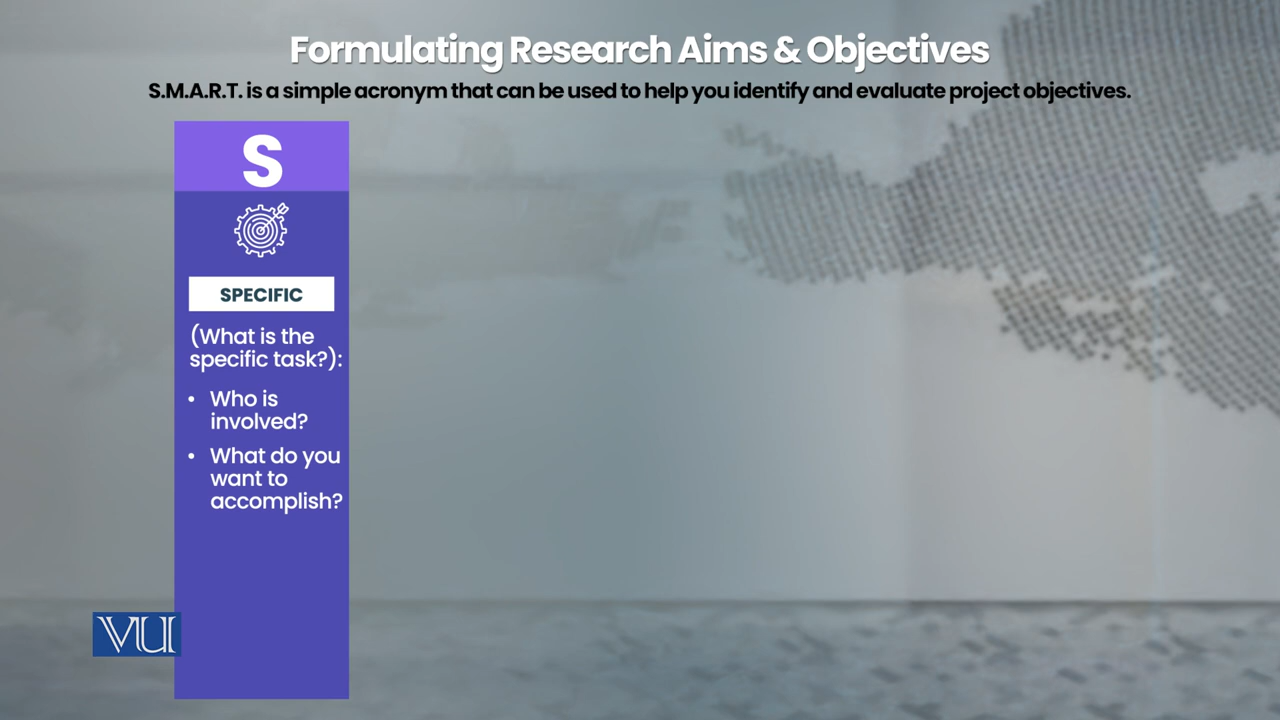 Formulating Research Aims & Objectives
S.M.A.R.T. is a simple acronym that can be used to help you identify and evaluate project objectives.
S
SPECIFIC
(What is the
specific task?):
• Who is
involved?
• What do you
want to
accomplish?
VU